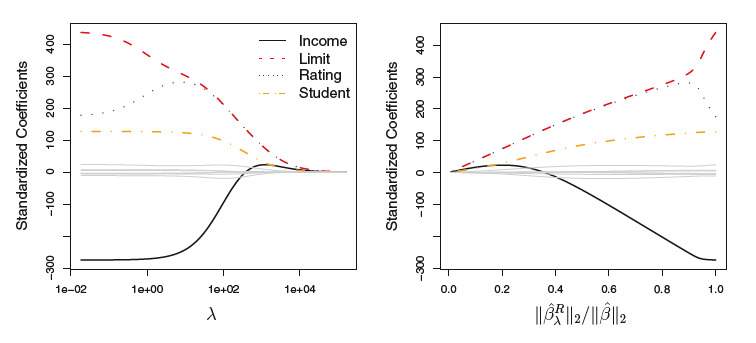 Income
Limit
Rating
Student
Standardized Coefficients
400
300
200
100
0
−100
−300
1e−02
1e+00
1e+02
1e+04
λ
Standardized Coefficients
400
300
200
100
0
−100
−300
0.0
0.2
0.4
0.6
0.8
1.0
‖β̂λᴿ‖₂/‖β̂‖₂